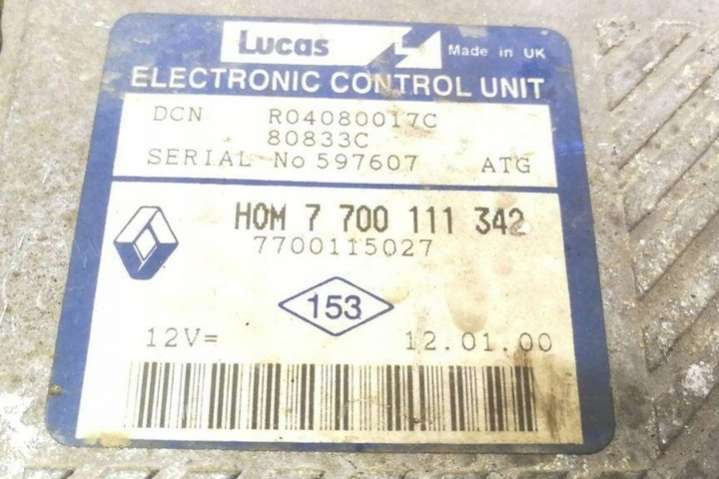 Lucas Made in UK
ELECTRONIC CONTROL UNIT
DCN R04080017C
80833C
SERIAL No 597607 ATG
HOM 7 700 111 342
7700115027
153
12V= 12.01.00